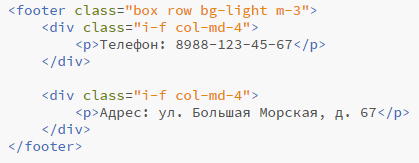 <footer class="box row bg-light m-3">
    <div class="i-f col-md-4">
        <p>Телефон: 8988-123-45-67</p>
    </div>

    <div class="i-f col-md-4">
        <p>Адрес: ул. Большая Морская, д. 67</p>
    </div>
</footer>